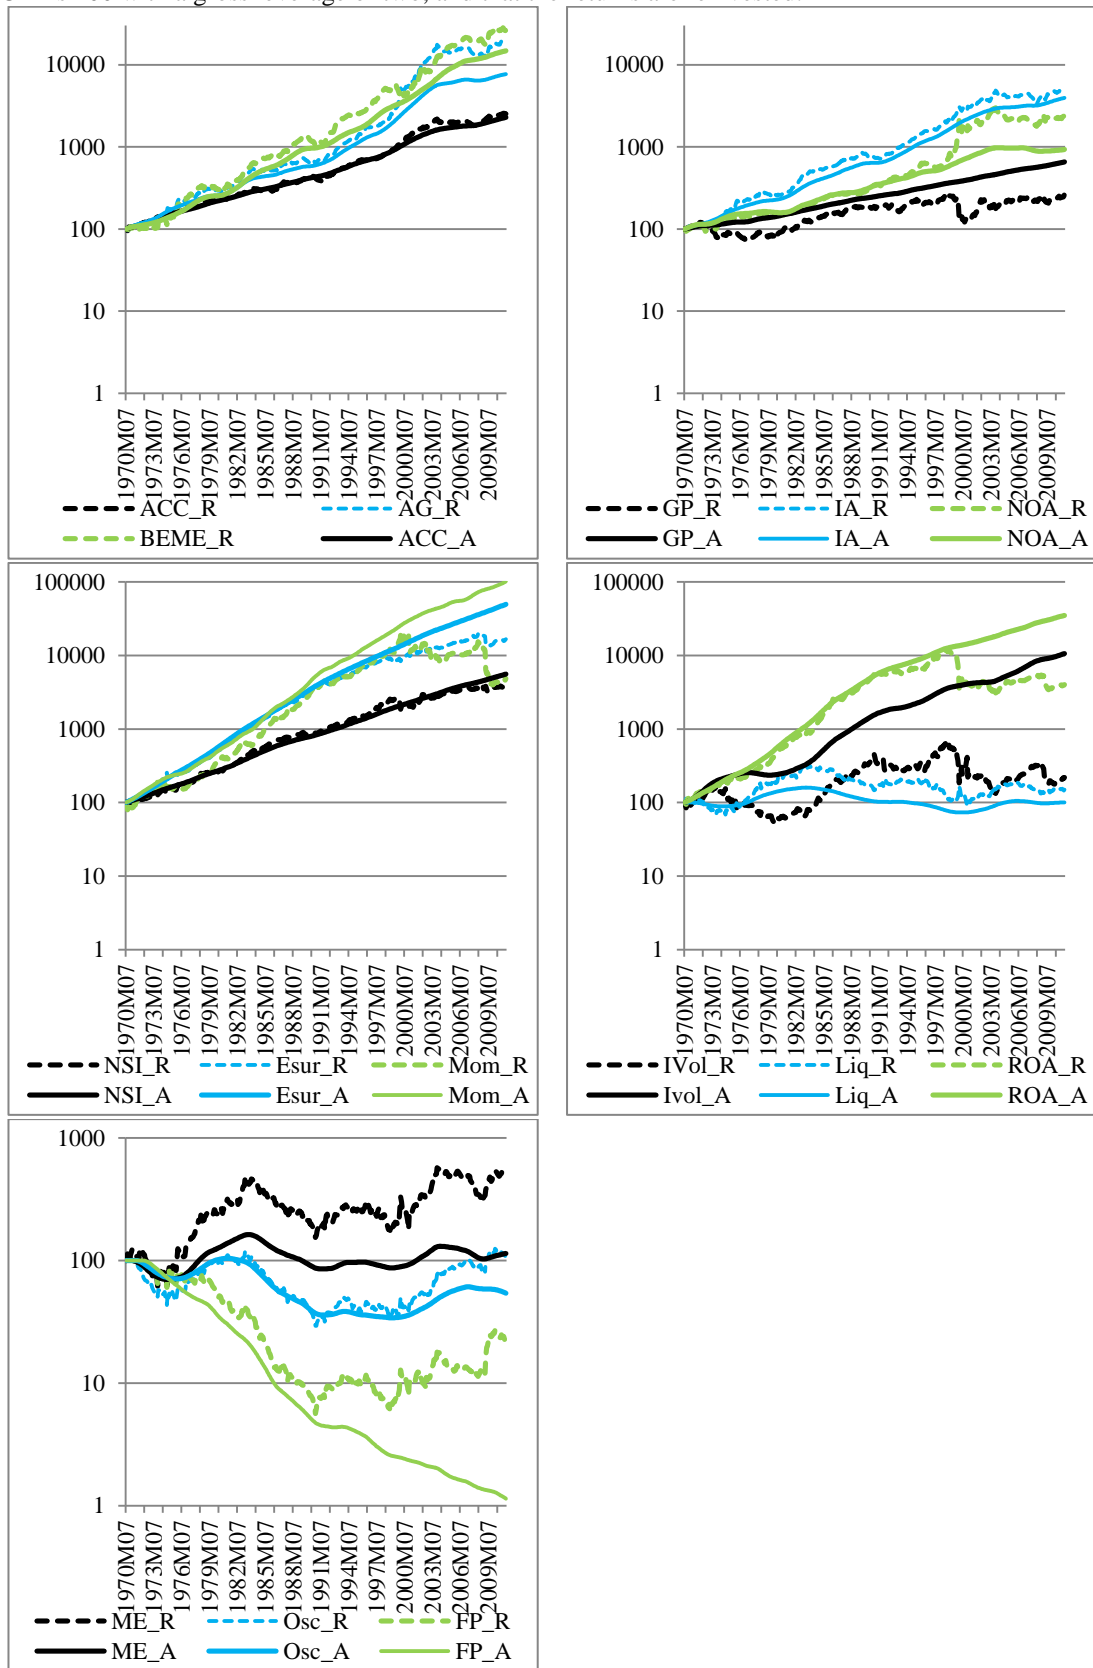 10000
1000
100
10
1
1970M07
1973M07
1976M07
1979M07
1982M07
1985M07
1988M07
1991M07
1994M07
1997M07
2000M07
2003M07
2006M07
2009M07
ACC_R AG_R
BEME_R ACC_A
10000
1000
100
10
1
1970M07
1973M07
1976M07
1979M07
1982M07
1985M07
1988M07
1991M07
1994M07
1997M07
2000M07
2003M07
2006M07
2009M07
GP_R IA_R NOA_R
GP_A IA_A NOA_A
100000
10000
1000
100
10
1
1970M07
1973M07
1976M07
1979M07
1982M07
1985M07
1988M07
1991M07
1994M07
1997M07
2000M07
2003M07
2006M07
2009M07
NSI_R Esur_R Mom_R
NSI_A Esur_A Mom_A
100000
10000
1000
100
10
1
1970M07
1973M07
1976M07
1979M07
1982M07
1985M07
1988M07
1991M07
1994M07
1997M07
2000M07
2003M07
2006M07
2009M07
IVol_R Liq_R ROA_R
Ivol_A Liq_A ROA_A
1000
100
10
1
1970M07
1973M07
1976M07
1979M07
1982M07
1985M07
1988M07
1991M07
1994M07
1997M07
2000M07
2003M07
2006M07
2009M07
ME_R Osc_R FP_R
ME_A Osc_A FP_A